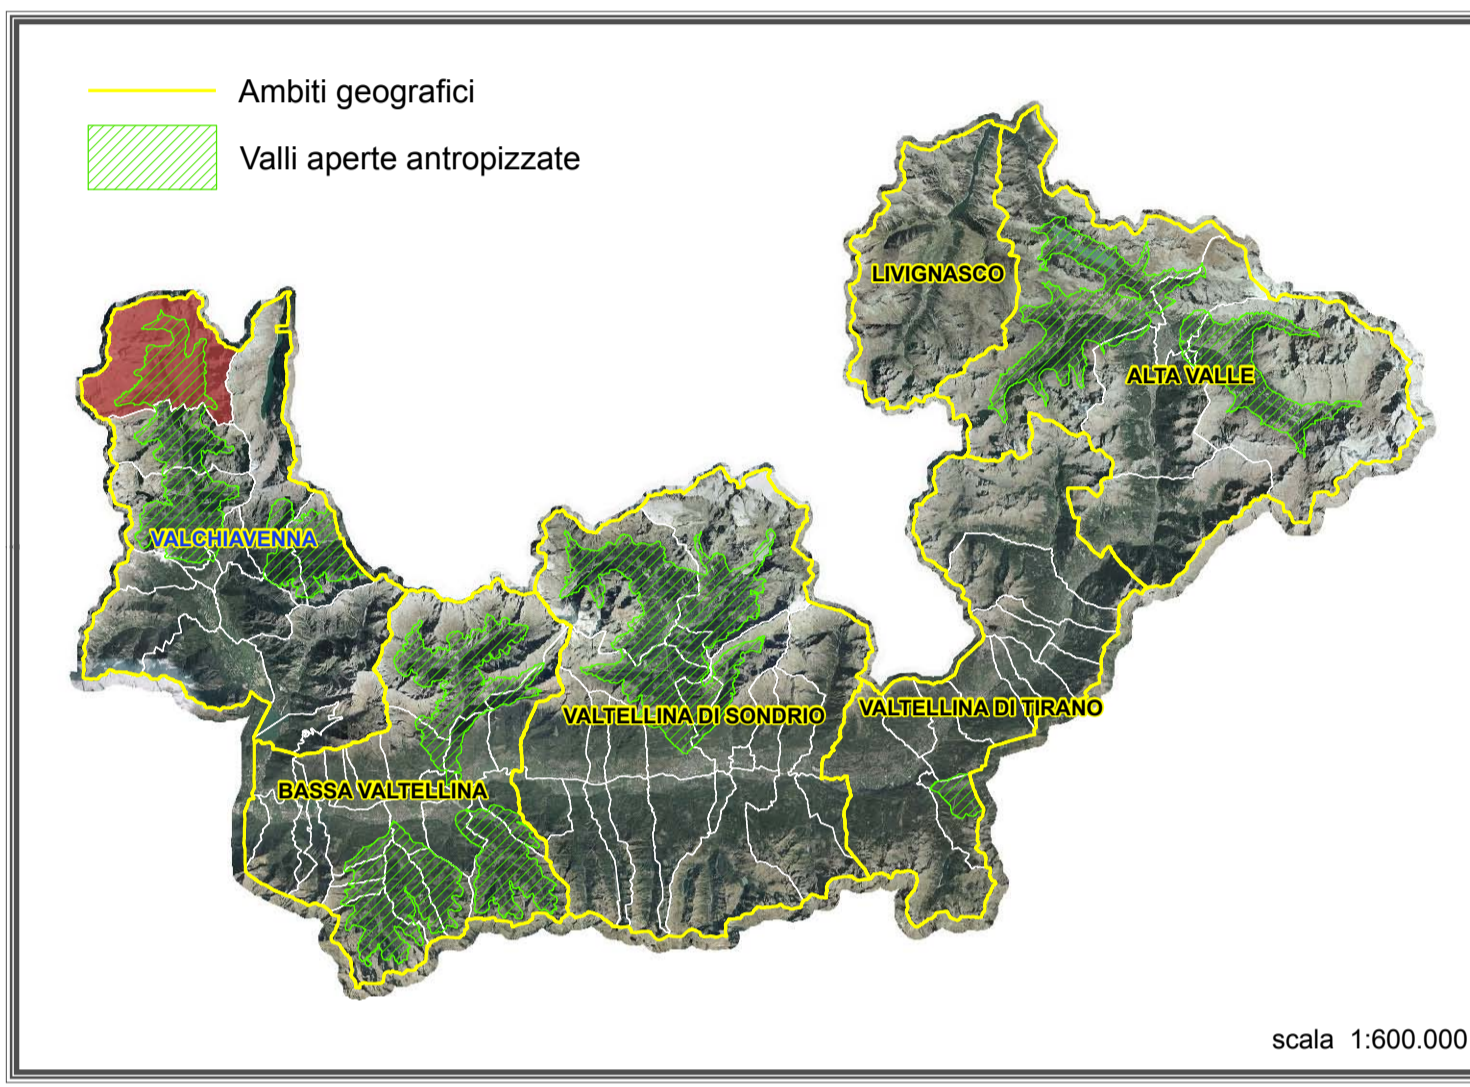 Ambiti geografici
Valli aperte antropizzate
LIVIGNASCO
ALTA VALLE
VALCHIAVENNA
VALTELLINA DI SONDRIO
VALTELLINA DI TIRANO
BASSA VALTELLINA
scala 1:600.000